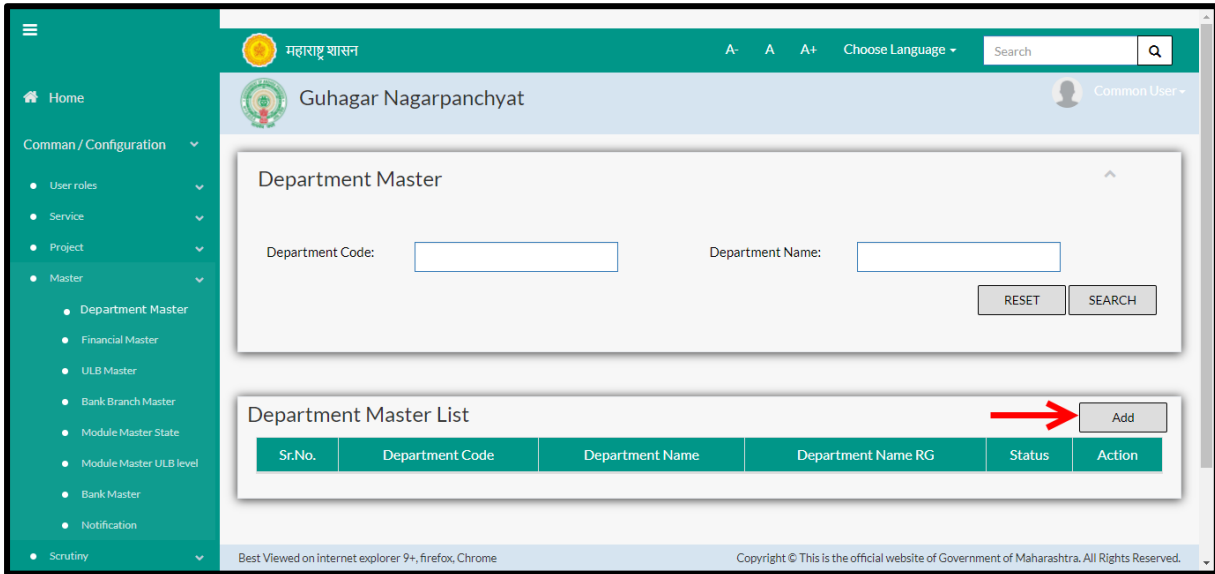 महाराष्ट्र शासन
A- A A+ Choose Language Search
Home
Guhagar Nagarpanchyat
Common User
Comman / Configuration
User roles
Service
Project
Master
Department Master
Financial Master
ULB Master
Bank Branch Master
Module Master State
Module Master ULB level
Bank Master
Notification
Scrutiny
Department Master
Department Code: Department Name:
RESET SEARCH
Department Master List
Add
Sr.No. Department Code Department Name Department Name RG Status Action
Best Viewed on internet explorer 9+, firefox, Chrome Copyright © This is the official website of Government of Maharashtra. All Rights Reserved.